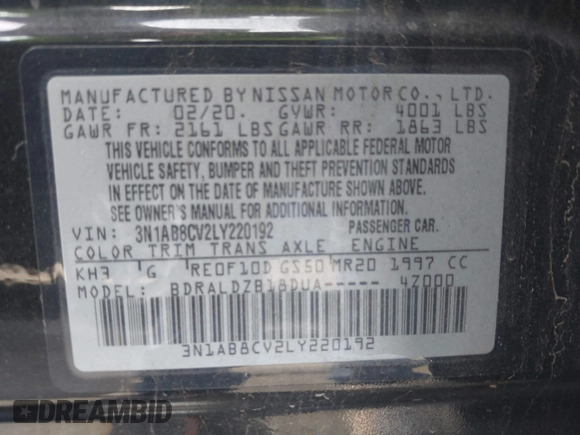 MANUFACTURED BY NISSAN MOTOR CO., LTD.
DATE: 02/20. GVWR: 4001 LBS
GAWR FR: 2161 LBS GAWR RR: 1863 LBS
THIS VEHICLE CONFORMS TO ALL APPLICABLE FEDERAL MOTOR
VEHICLE SAFETY, BUMPER AND THEFT PREVENTION STANDARDS
IN EFFECT ON THE DATE OF MANUFACTURE SHOWN ABOVE.
SEE OWNER'S MANUAL FOR ADDITIONAL INFORMATION.
VIN: 3N1AB8CV2LY220192 PASSENGER CAR.
COLOR TRIM TRANS AXLE ENGINE
KH3 G RE0F10D GS50 MR20 1997 CC
MODEL: BDRALDZB18DUA----- 4Z000
3N1AB8CV2LY220192
DREAMBID